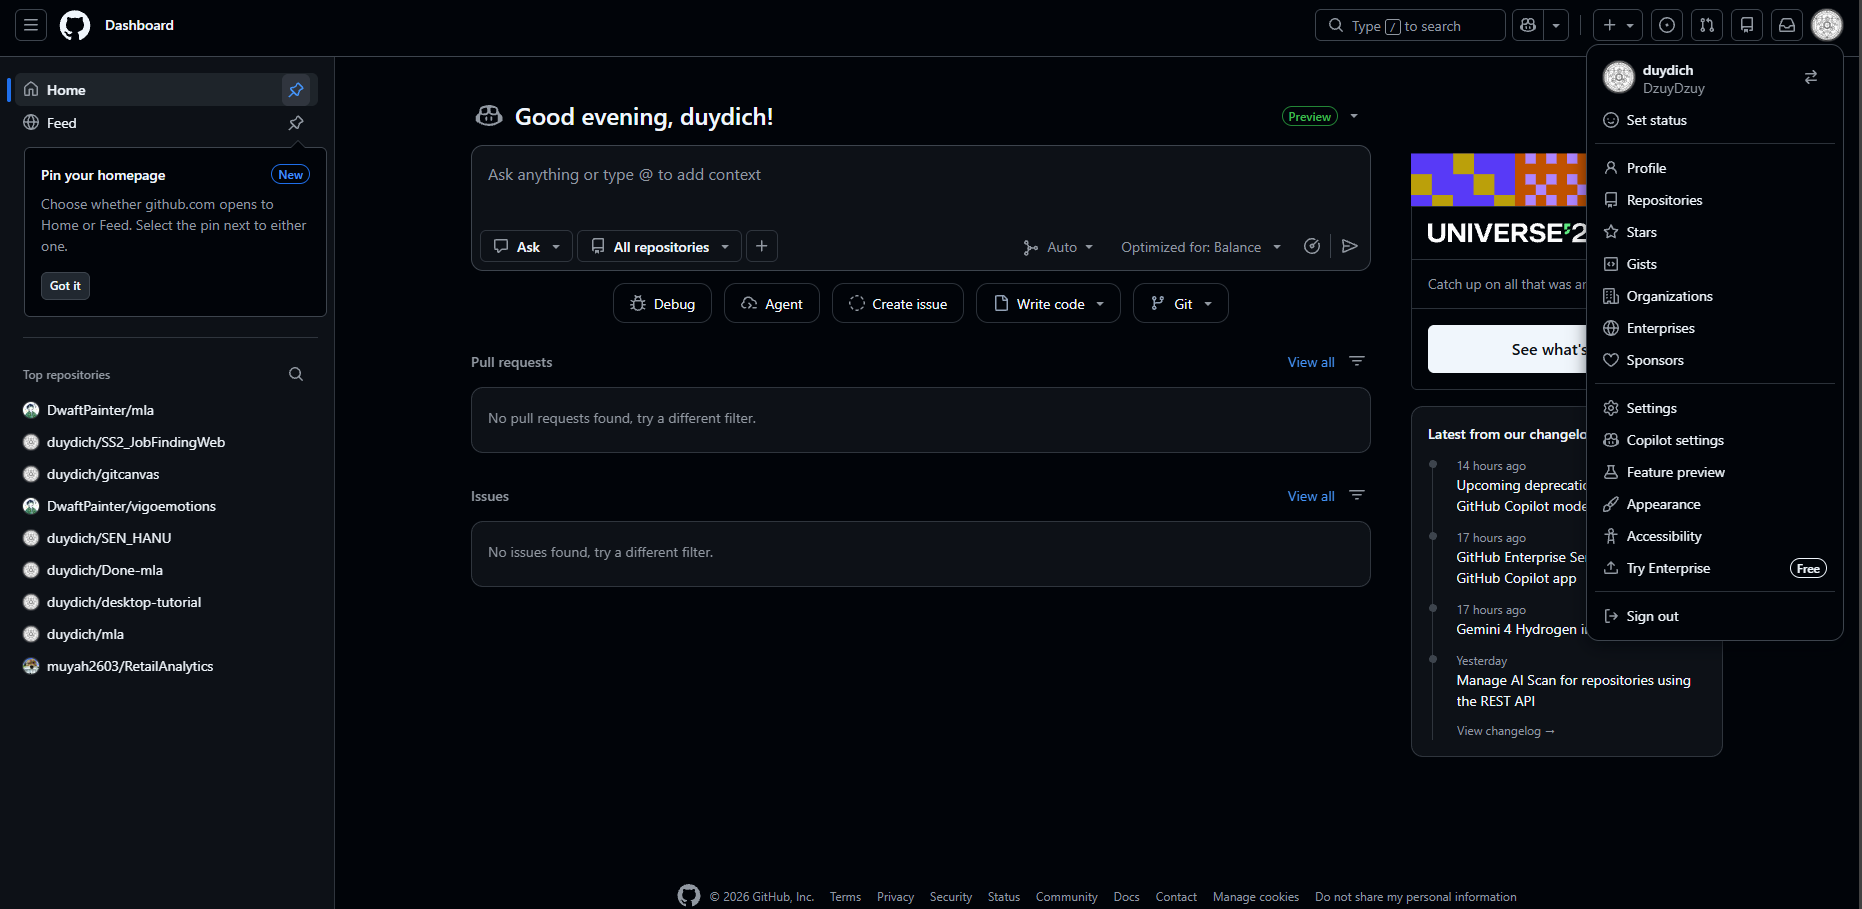 Dashboard
Type / to search
Home
Feed
Pin your homepage
New
Choose whether github.com opens to
Home or Feed. Select the pin next to either
one.
Got it
Top repositories
DwaftPainter/mla
duydich/SS2_JobFindingWeb
duydich/gitcanvas
DwaftPainter/vigoemotions
duydich/SEN_HANU
duydich/Done-mla
duydich/desktop-tutorial
duydich/mla
muyah2603/RetailAnalytics
Good evening, duydich!
Preview
Ask anything or type @ to add context
Ask
All repositories
Auto
Optimized for: Balance
Debug
Agent
Create issue
Write code
Git
Pull requests
View all
No pull requests found, try a different filter.
Issues
View all
No issues found, try a different filter.
UNIVERSE'2
Catch up on all that was
See what's
Latest from our
14 hours ago
Upcoming
GitHub Copilot
17 hours ago
GitHub Enterprise
GitHub Copilot app
17 hours ago
Gemini 4 Hydrogen
Yesterday
Manage AI Scan for repositories using
the REST API
View changelog →
duydich
DzuyDzuy
Set status
Profile
Repositories
Stars
Gists
Organizations
Enterprises
Sponsors
Settings
Copilot settings
Feature preview
Appearance
Accessibility
Try Enterprise
Free
Sign out
© 2026 GitHub, Inc.
Terms
Privacy
Security
Status
Community
Docs
Contact
Manage cookies
Do not share my personal information